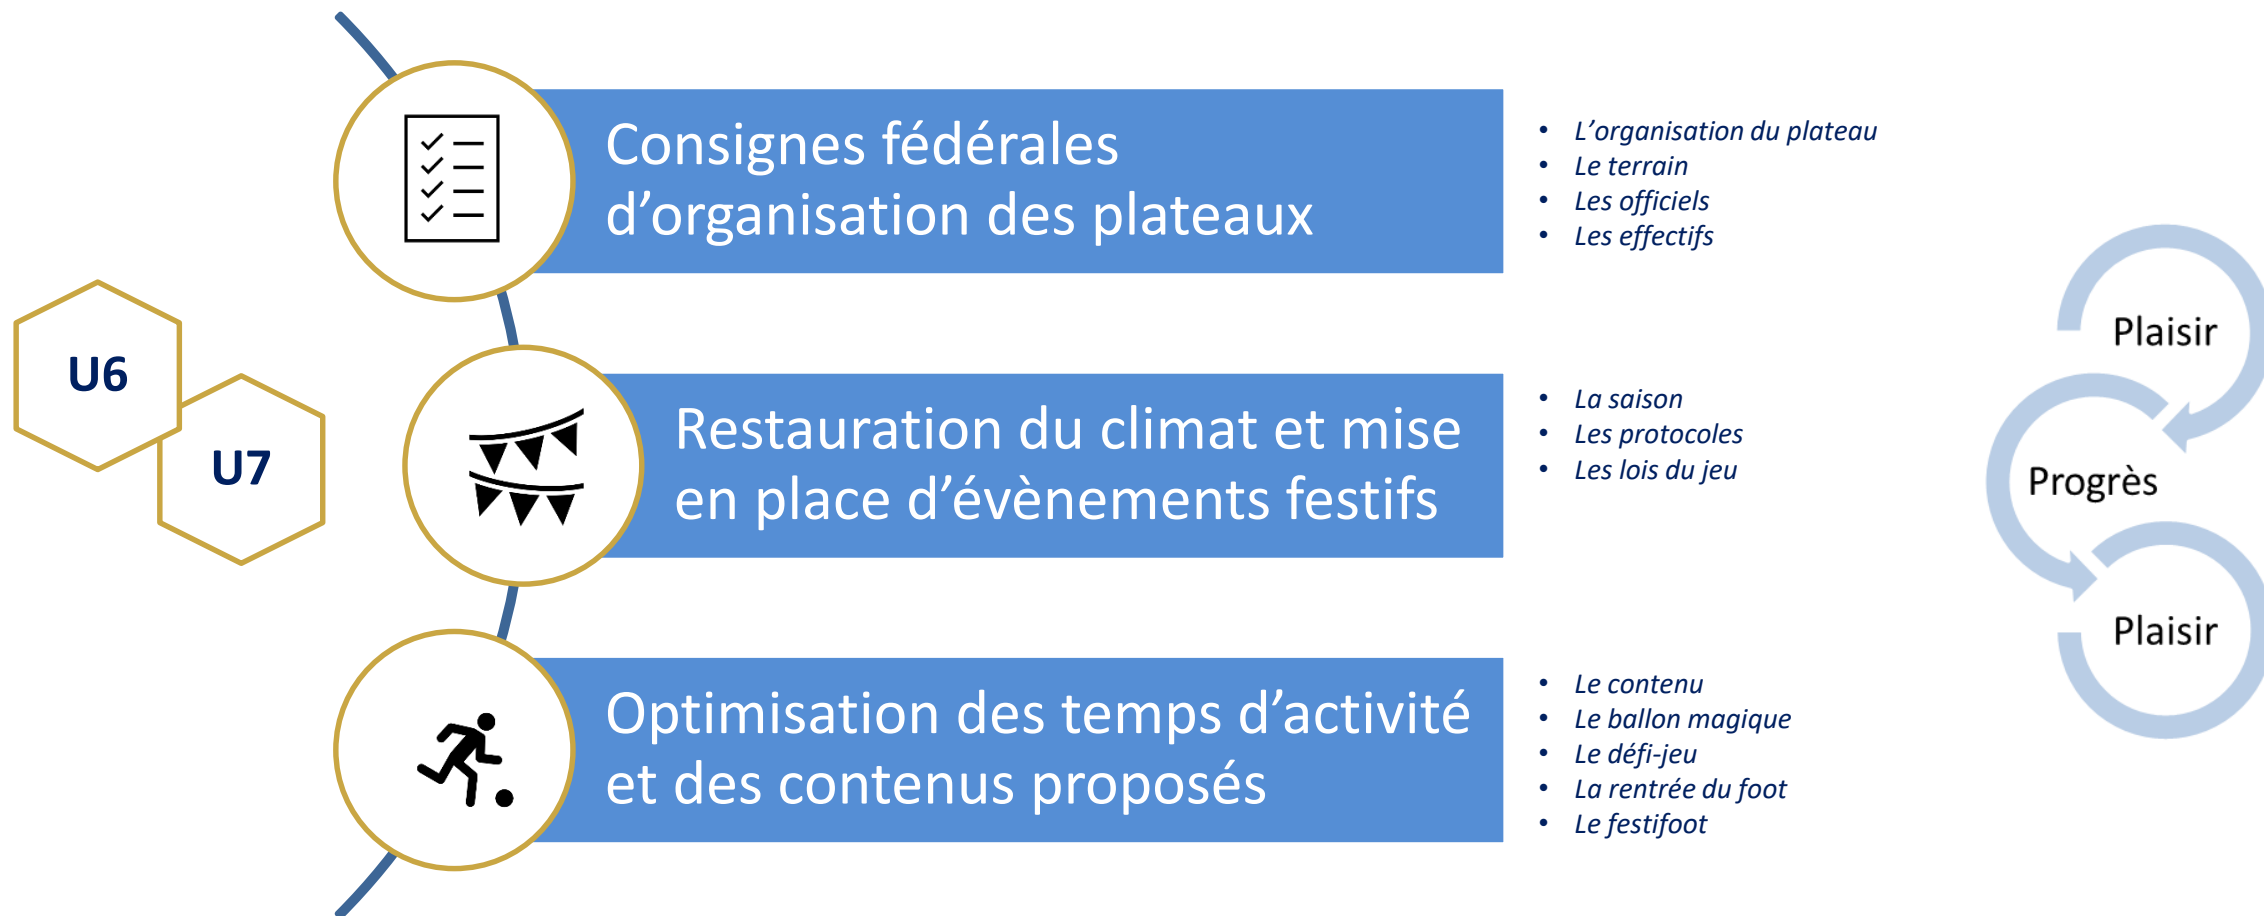 U6
U7
Consignes fédérales
d’organisation des plateaux
• L’organisation du plateau
• Le terrain
• Les officiels
• Les effectifs
Restauration du climat et mise
en place d’évènements festifs
• La saison
• Les protocoles
• Les lois du jeu
Optimisation des temps d’activité
et des contenus proposés
• Le contenu
• Le ballon magique
• Le défi-jeu
• La rentrée du foot
• Le festifoot
Plaisir
Progrès
Plaisir